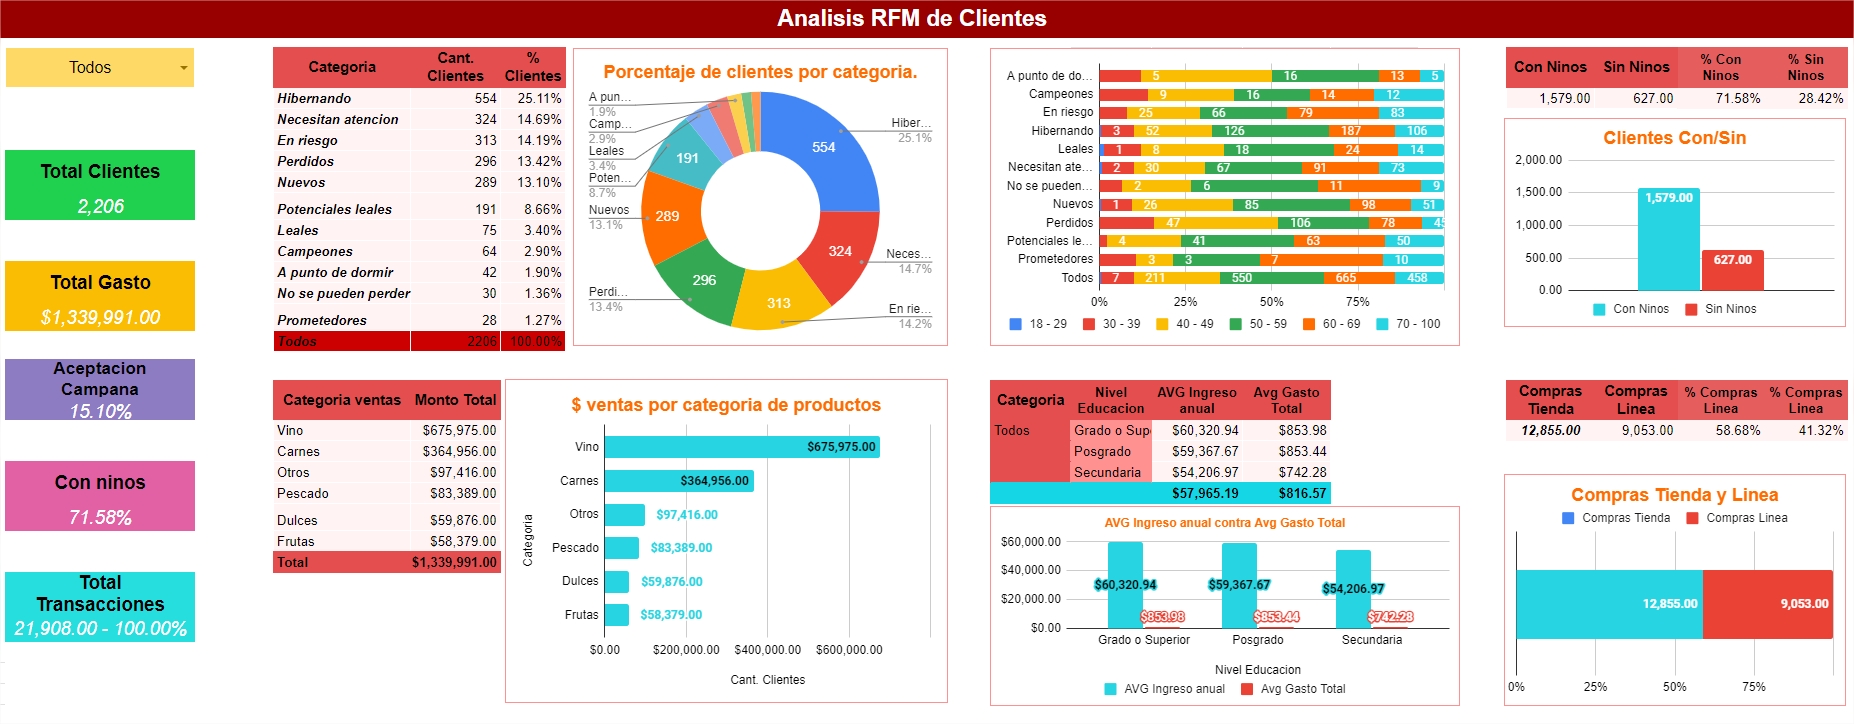 Analisis RFM de Clientes
Todos
Total Clientes
2,206
Total Gasto
$1,339,991.00
Aceptacion
Campana
15.10%
Con ninos
71.58%
Total
Transacciones
21,908.00 - 100.00%
Categoria Cant. Clientes % Clientes
Hibernando 554 25.11%
Necesitan atencion 324 14.69%
En riesgo 313 14.19%
Perdidos 296 13.42%
Nuevos 289 13.10%
Potenciales leales 191 8.66%
Leales 75 3.40%
Campeones 64 2.90%
A punto de dormir 42 1.90%
No se pueden perder 30 1.36%
Prometedores 28 1.27%
Todos 2206 100.00%
Porcentaje de clientes por categoria.
A pun...
1.9%
Camp...
2.9%
Leales
3.4%
Poten...
8.7%
Nuevos
13.1%
Perdi...
13.4%
Hiber...
25.1%
Neces...
14.7%
En rie...
14.2%
554
324
313
296
289
191
A punto de do... 5 16 13 5
Campeones 9 16 14 12
En riesgo 25 66 79 83
Hibernando 3 52 126 187 106
Leales 1 8 18 24 14
Necesitan ate... 2 30 67 91 73
No se pueden... 2 6 11 9
Nuevos 1 26 85 98 51
Perdidos 47 106 78 45
Potenciales le... 4 41 63 50
Prometedores 3 3 7 10
Todos 7 211 550 665 458
0% 25% 50% 75%
18 - 29 30 - 39 40 - 49 50 - 59 60 - 69 70 - 100
Con Ninos Sin Ninos % Con Ninos % Sin Ninos
1,579.00 627.00 71.58% 28.42%
Clientes Con/Sin
2,000.00
1,500.00
1,000.00
500.00
0.00
1,579.00
627.00
Con Ninos Sin Ninos
Categoria ventas Monto Total
Vino $675,975.00
Carnes $364,956.00
Otros $97,416.00
Pescado $83,389.00
Dulces $59,876.00
Frutas $58,379.00
Total $1,339,991.00
$ ventas por categoria de productos
Categoria
Vino $675,975.00
Carnes $364,956.00
Otros $97,416.00
Pescado $83,389.00
Dulces $59,876.00
Frutas $58,379.00
$0.00 $200,000.00 $400,000.00 $600,000.00
Cant. Clientes
Categoria Nivel Educacion AVG Ingreso anual Avg Gasto Total
Todos Grado o Sup $60,320.94 $853.98
Posgrado $59,367.67 $853.44
Secundaria $54,206.97 $742.28
$57,965.19 $816.57
AVG Ingreso anual contra Avg Gasto Total
$60,000.00
$40,000.00
$20,000.00
$0.00
$60,320.94 $853.98
$59,367.67 $853.44
$54,206.97 $742.28
Grado o Superior Posgrado Secundaria
Nivel Educacion
AVG Ingreso anual Avg Gasto Total
Compras Tienda Compras Linea % Compras Linea % Compras Linea
12,855.00 9,053.00 58.68% 41.32%
Compras Tienda y Linea
Compras Tienda Compras Linea
12,855.00 9,053.00
0% 25% 50% 75%